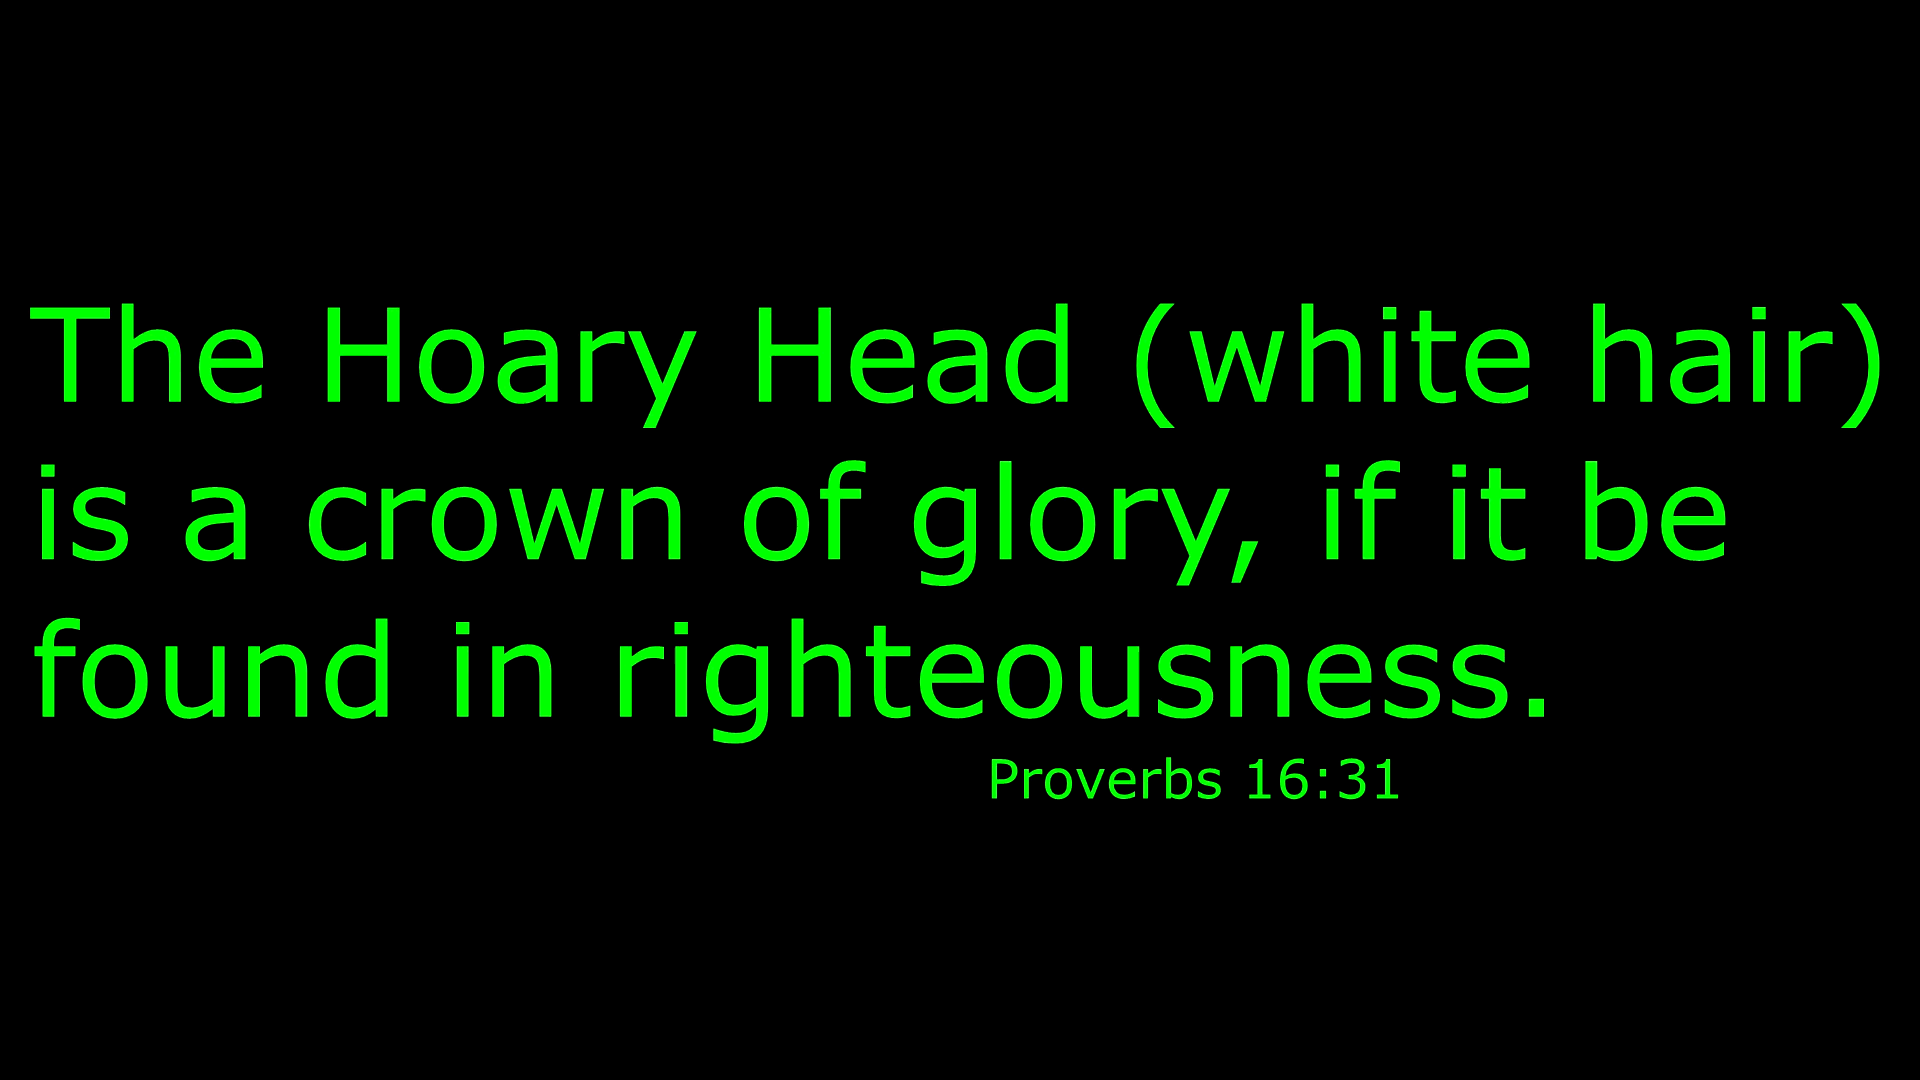 The Hoary Head (white hair)
is a crown of glory, if it be
found in righteousness.
Proverbs 16:31